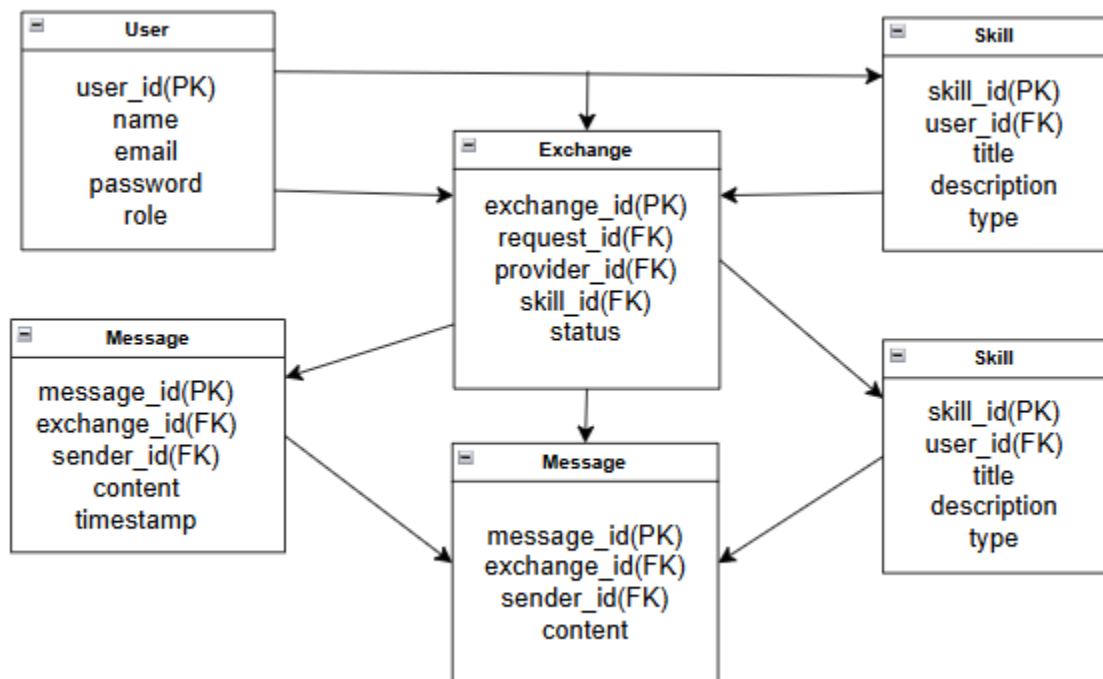 User
user_id(PK)
name
email
password
role
Skill
skill_id(PK)
user_id(FK)
title
description
type
Exchange
exchange_id(PK)
request_id(FK)
provider_id(FK)
skill_id(FK)
status
Message
message_id(PK)
exchange_id(FK)
sender_id(FK)
content
timestamp
Message
message_id(PK)
exchange_id(FK)
sender_id(FK)
content
Skill
skill_id(PK)
user_id(FK)
title
description
type